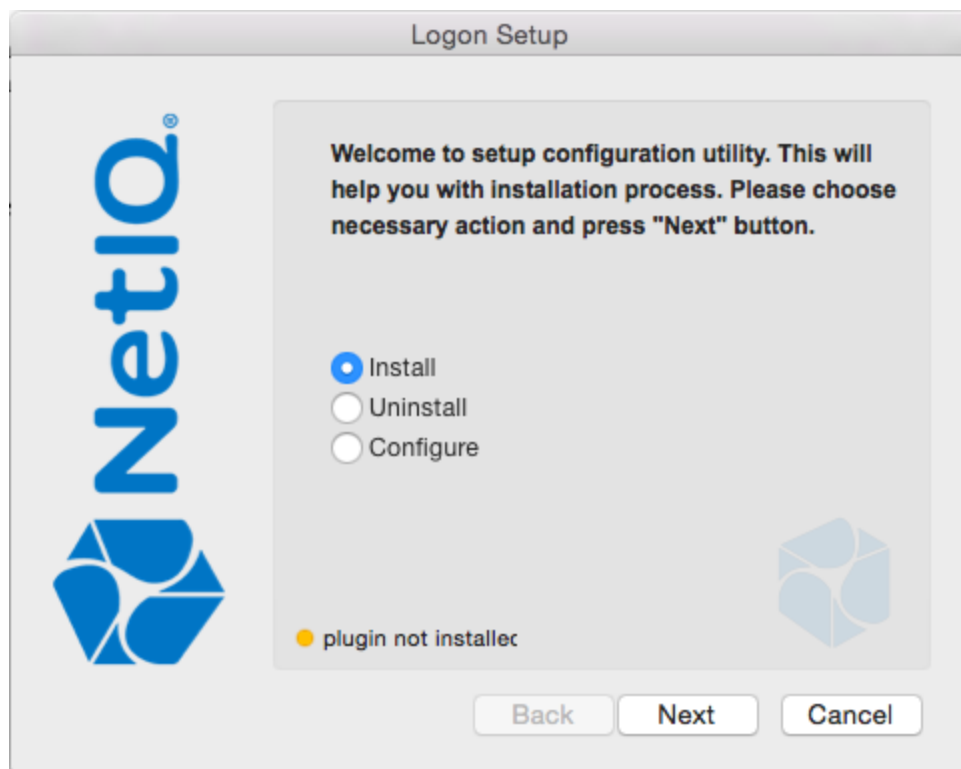 Logon Setup
NetIQ®
Welcome to setup configuration utility. This will
help you with installation process. Please choose
necessary action and press "Next" button.
Install
Uninstall
Configure
plugin not installed
Back
Next
Cancel